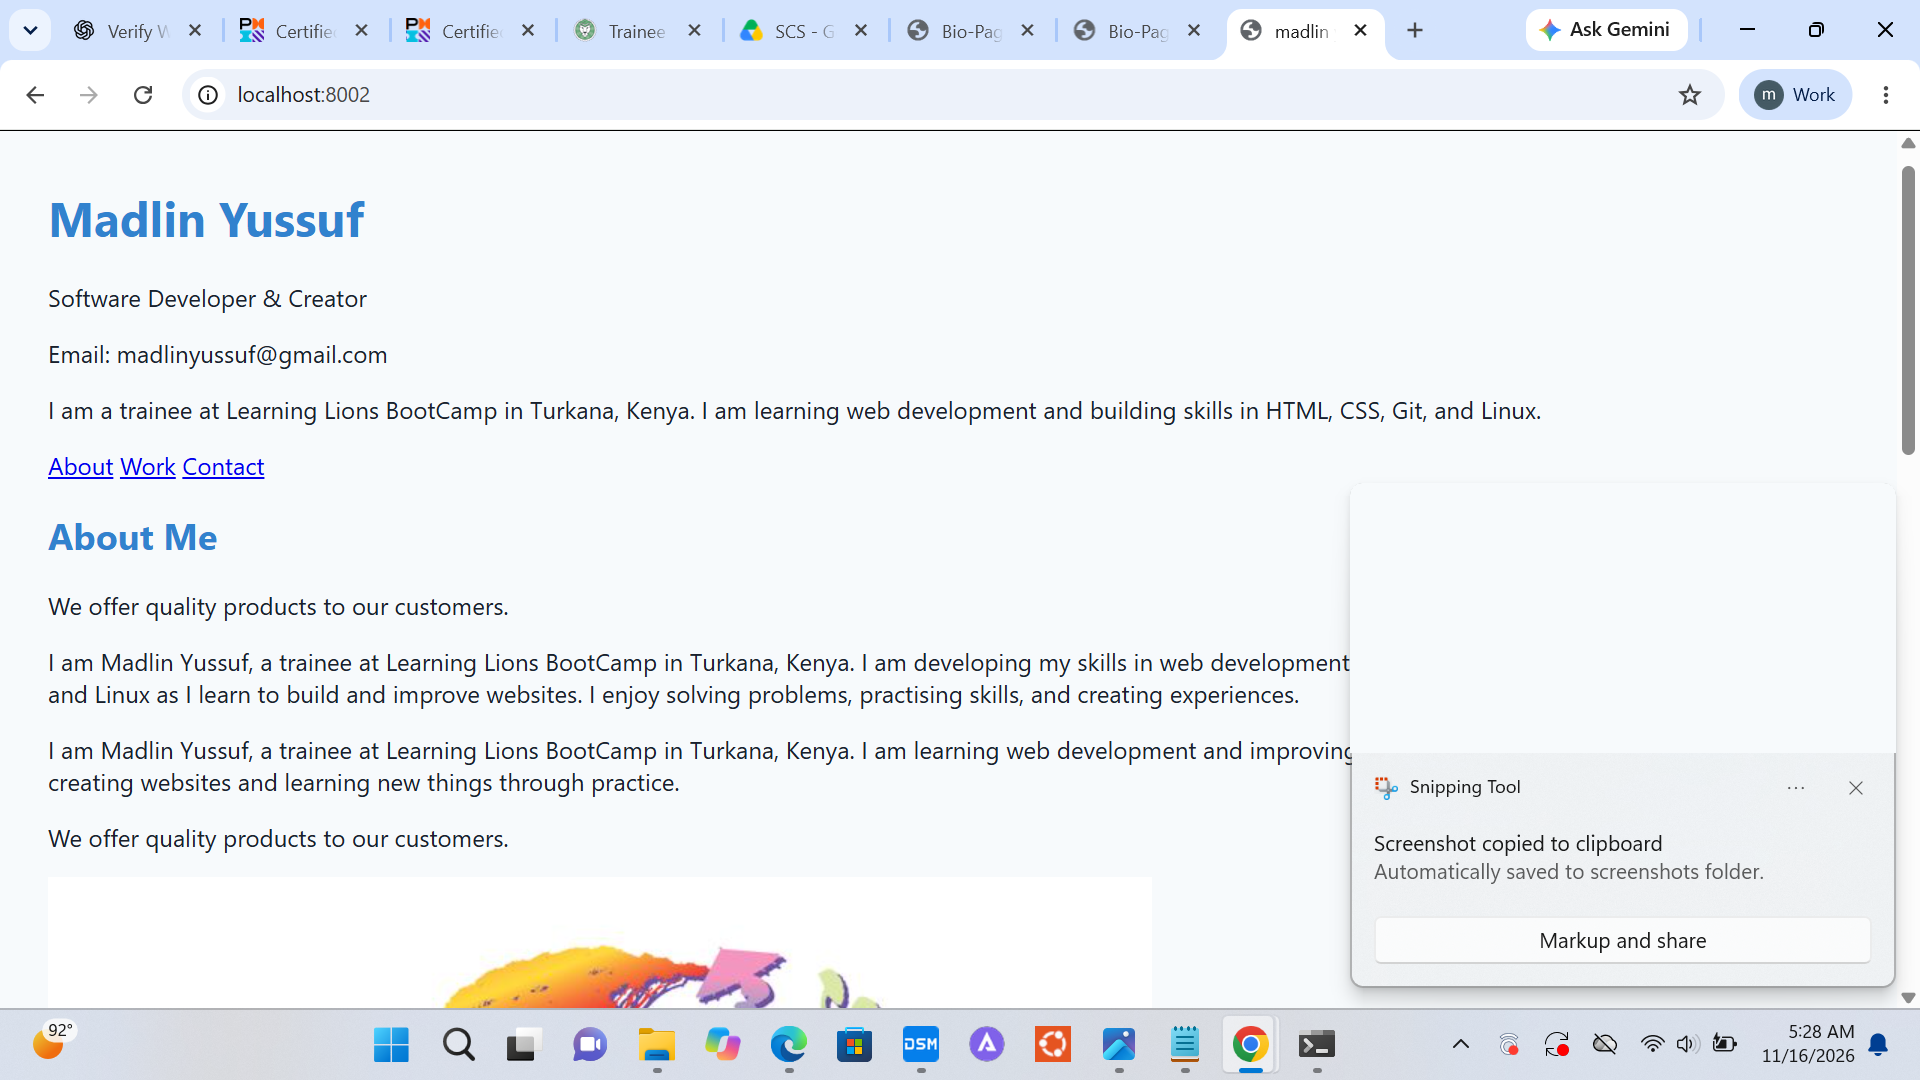 Verify W
Certifie
Certifie
Trainee
SCS - G
Bio-Pag
Bio-Pag
madlin
Ask Gemini
localhost:8002
m
Work
Madlin Yussuf
Software Developer & Creator
Email: madlinyussuf@gmail.com
I am a trainee at Learning Lions BootCamp in Turkana, Kenya. I am learning web development and building skills in HTML, CSS, Git, and Linux.
About Work Contact
About Me
We offer quality products to our customers.
I am Madlin Yussuf, a trainee at Learning Lions BootCamp in Turkana, Kenya. I am developing my skills in web development
and Linux as I learn to build and improve websites. I enjoy solving problems, practising skills, and creating experiences.
I am Madlin Yussuf, a trainee at Learning Lions BootCamp in Turkana, Kenya. I am learning web development and improving
creating websites and learning new things through practice.
We offer quality products to our customers.
Snipping Tool
Screenshot copied to clipboard
Automatically saved to screenshots folder.
Markup and share
92°
DSM
5:28 AM
11/16/2026